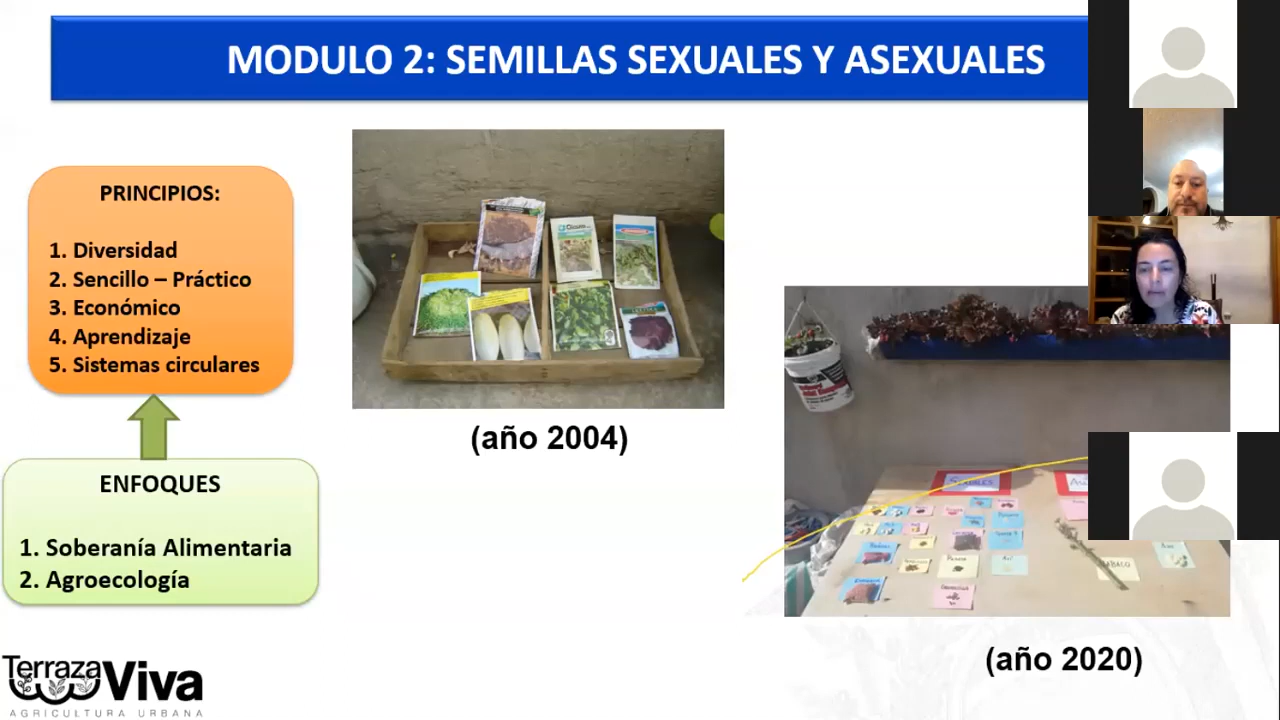 MODULO 2: SEMILLAS SEXUALES Y ASEXUALES
PRINCIPIOS:
1. Diversidad
2. Sencillo – Práctico
3. Económico
4. Aprendizaje
5. Sistemas circulares
ENFOQUES
1. Soberanía Alimentaria
2. Agroecología
(año 2004)
SEXUALES
(año 2020)
Terraza
Viva
AGRICULTURA URBANA